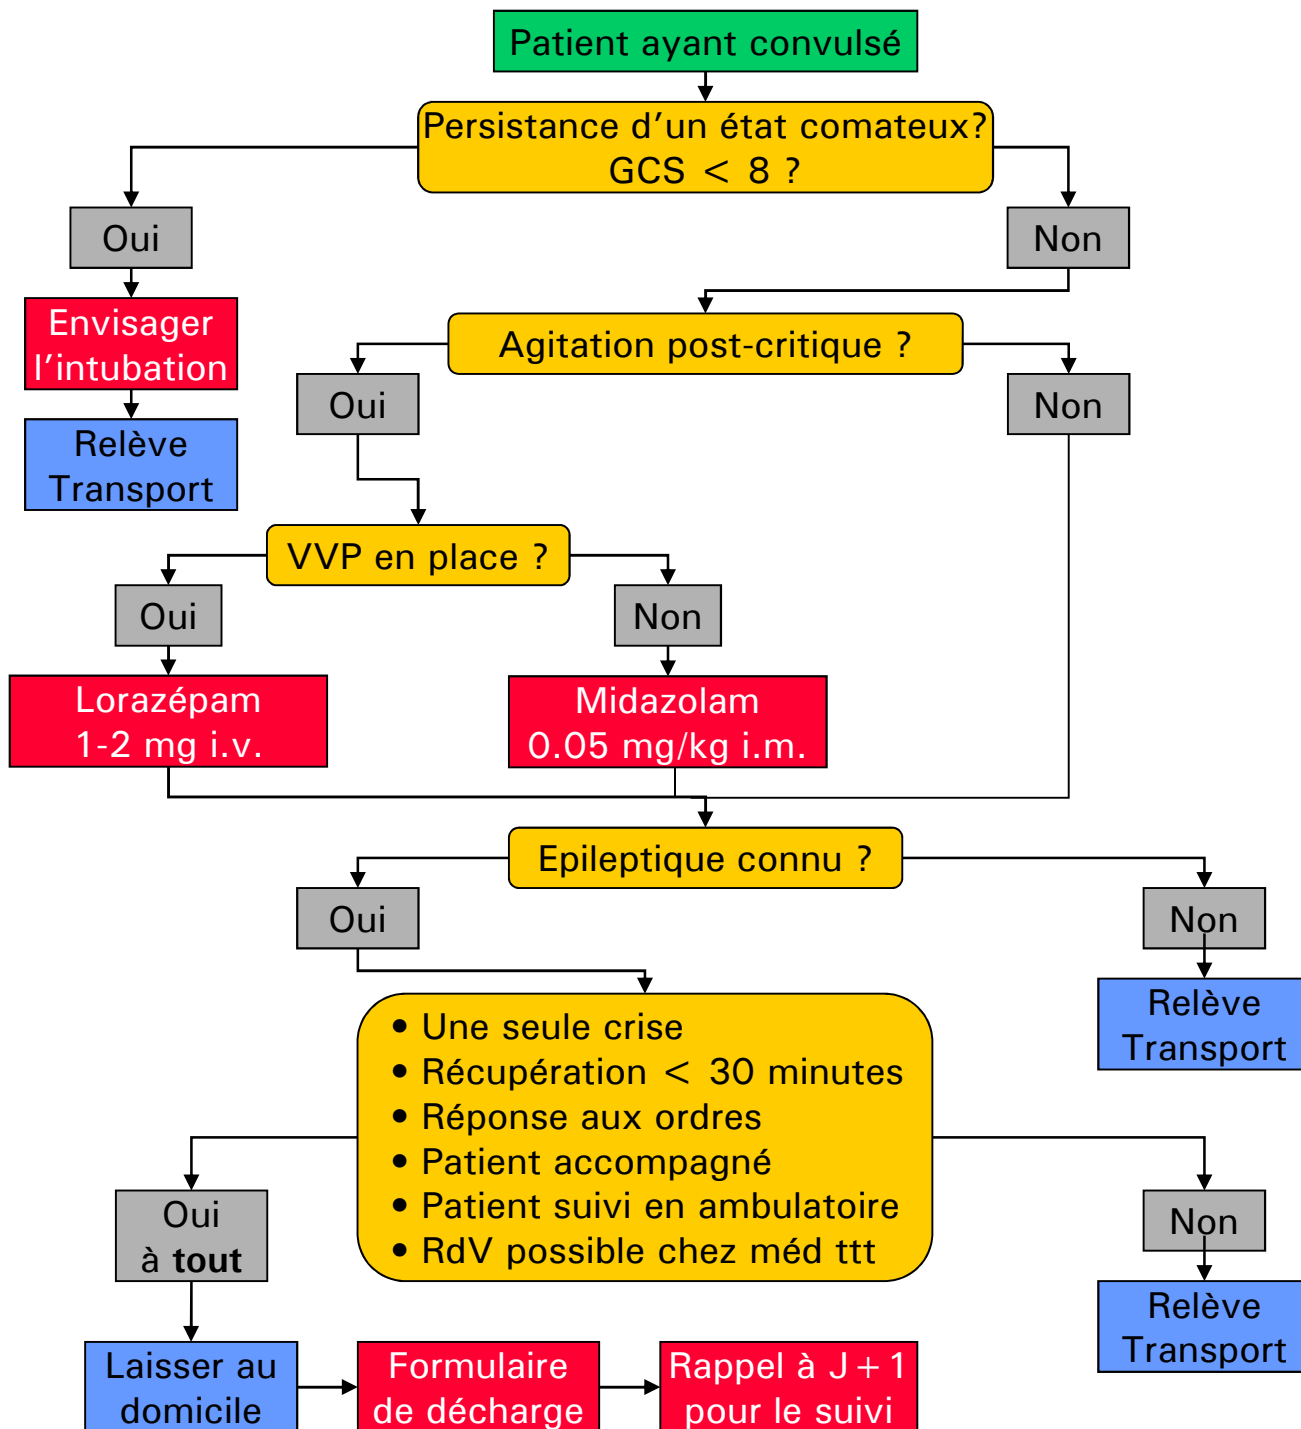 Patient ayant convulsé
Persistance d'un état comateux?
GCS < 8 ?
Oui
Non
Envisager
l'intubation
Agitation post-critique ?
Oui
Non
Relève
Transport
VVP en place ?
Oui
Non
Lorazépam
1-2 mg i.v.
Midazolam
0.05 mg/kg i.m.
Epileptique connu ?
Oui
Non
Relève
Transport
• Une seule crise
• Récupération < 30 minutes
• Réponse aux ordres
• Patient accompagné
• Patient suivi en ambulatoire
• RdV possible chez méd ttt
Oui
à tout
Non
Relève
Transport
Laisser au
domicile
Formulaire
de décharge
Rappel à J+1
pour le suivi